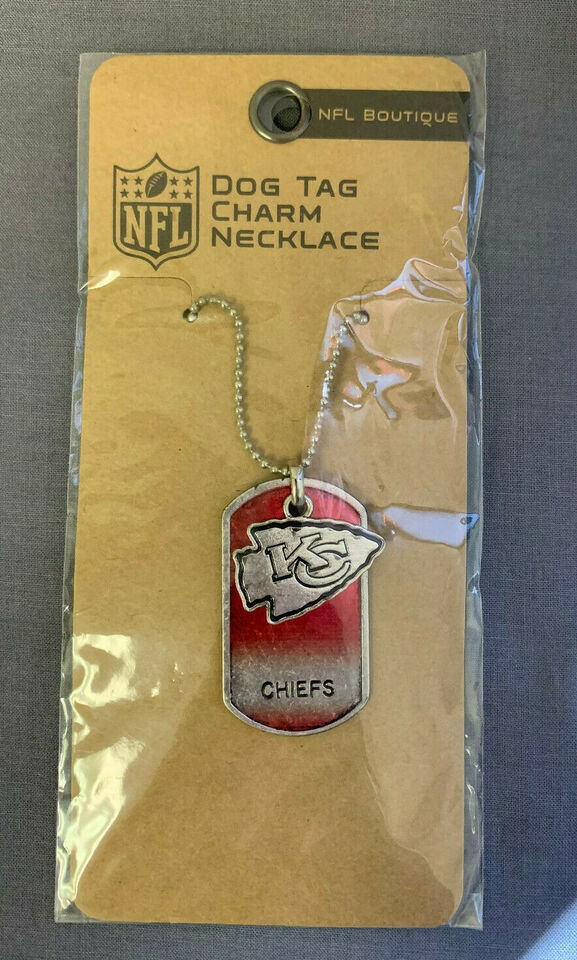 NFL BOUTIQUE
NFL
DOG TAG
CHARM
NECKLACE
KC
CHIEFS